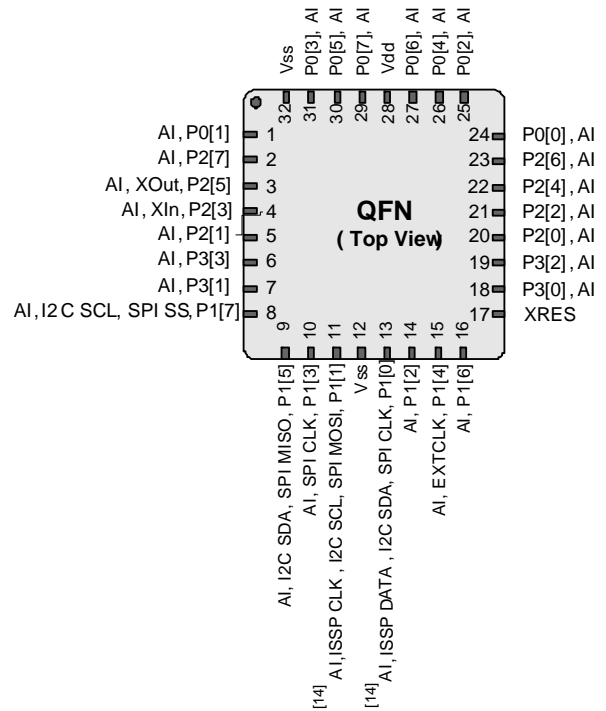 Vss
P0[3], AI
P0[5], AI
P0[7], AI
Vdd
P0[6], AI
P0[4], AI
P0[2], AI
32
31
30
29
28
27
26
25
AI, P0[1] 1
AI, P2[7] 2
AI, XOut, P2[5] 3
AI, XIn, P2[3] 4
AI, P2[1] 5
AI, P3[3] 6
AI, P3[1] 7
AI, I2C SCL, SPI SS, P1[7] 8
QFN
(Top View)
24 P0[0], AI
23 P2[6], AI
22 P2[4], AI
21 P2[2], AI
20 P2[0], AI
19 P3[2], AI
18 P3[0], AI
17 XRES
9
10
11
12
13
14
15
16
AI, I2C SDA, SPI MISO, P1[5]
AI, SPI CLK, P1[3]
[14] AI, ISSP CLK, I2C SCL, SPI MOSI, P1[1]
Vss
[14] AI, ISSP DATA, I2C SDA, SPI CLK, P1[0]
AI, P1[2]
AI, EXTCLK, P1[4]
AI, P1[6]